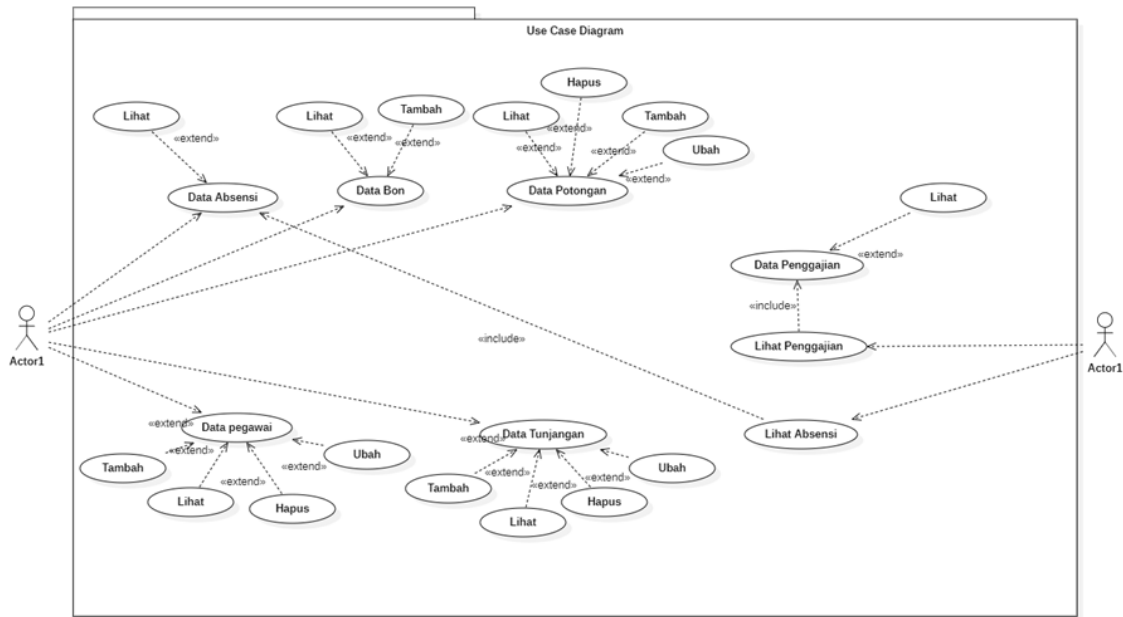 Use Case Diagram
Hapus
Lihat
Lihat
Tambah
Lihat
Tambah
«extend»
«extend»
«extend»
«extend»
«extend»
«extend»
Ubah
«extend»
Data Absensi
Data Bon
Data Potongan
Lihat
Data Penggajian
«extend»
«include»
«include»
Lihat Penggajian
Actor1
Actor1
«extend»
Data pegawai
«extend»
Data Tunjangan
Lihat Absensi
«extend»
Ubah
«extend»
«extend»
Ubah
Tambah
«extend»
«extend»
Tambah
«extend»
«extend»
Lihat
Hapus
Lihat
Hapus